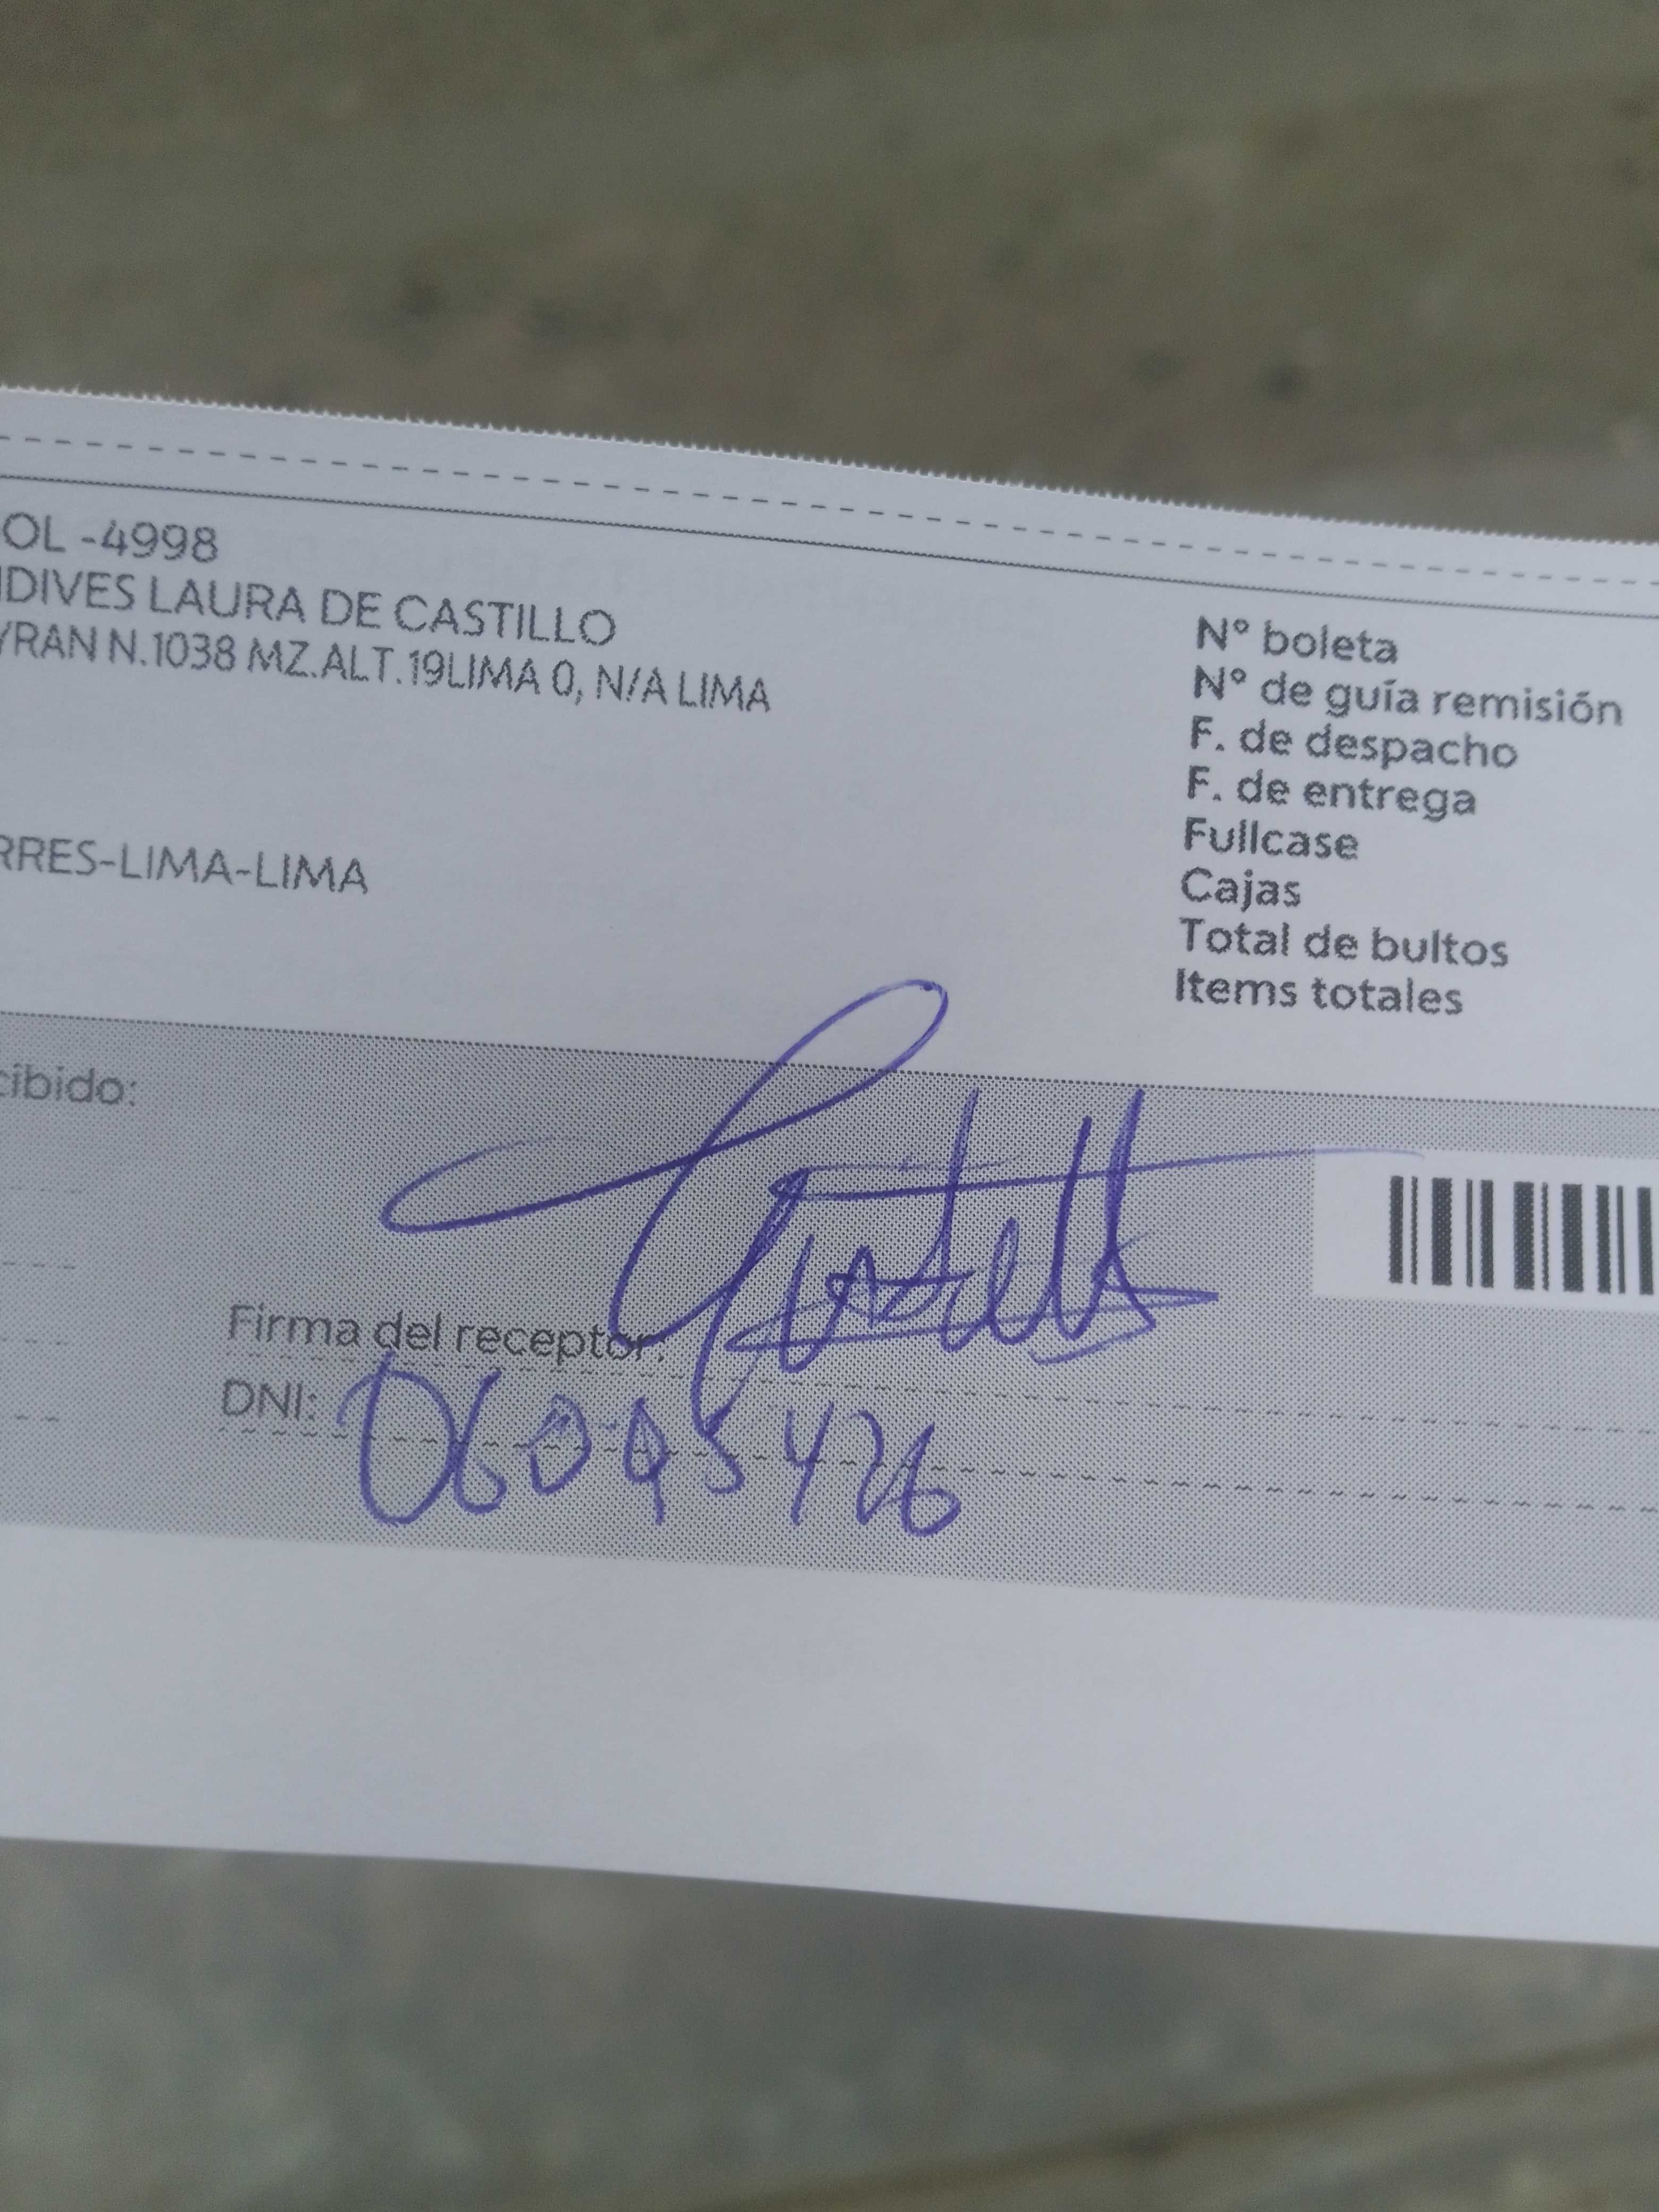 OL -4998
NDIVES LAURA DE CASTILLO
YRAN N.1038 MZ.ALT.19LIMA 0, N/A LIMA
RRES-LIMA-LIMA
N° boleta
N° de guía remisión
F. de despacho
F. de entrega
Fullcase
Cajas
Total de bultos
Items totales
cibido:
Firma del receptor:
DNI: 06095426